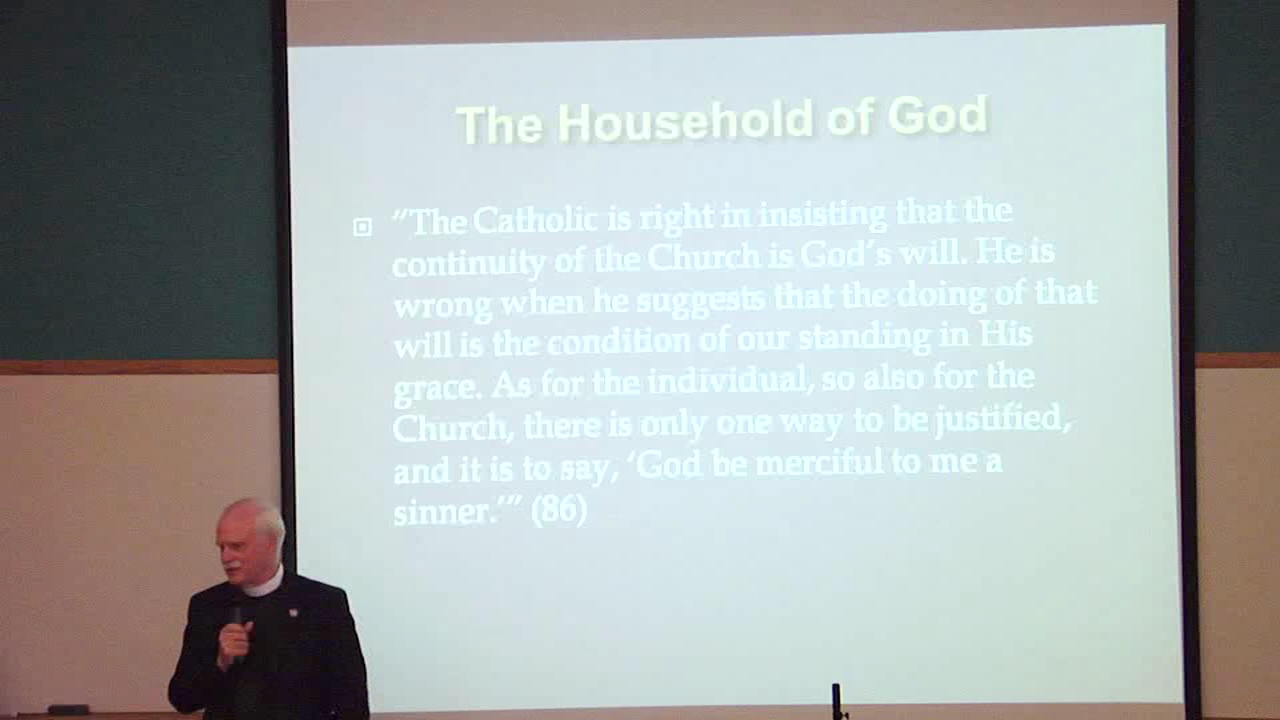 The Household of God
“The Catholic is right in insisting that the
continuity of the Church is God's will. He is
wrong when he suggests that the doing of that
will is the condition of our standing in His
grace. As for the individual, so also for the
Church, there is only one way to be justified,
and it is to say, ‘God be merciful to me a
sinner.’” (86)